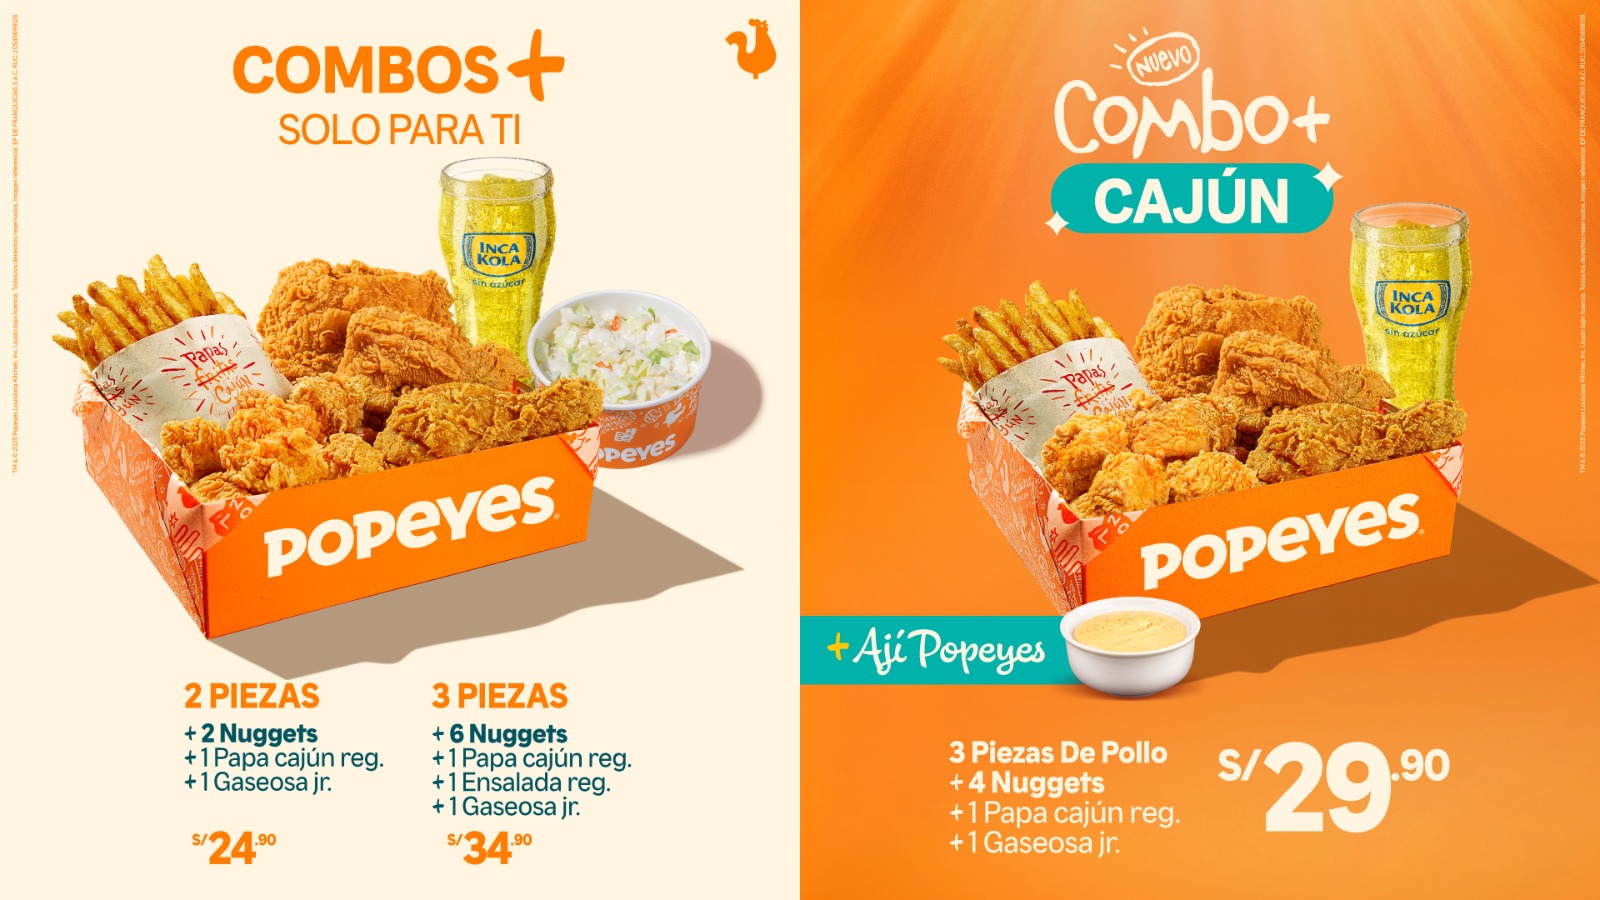 COMBOS +
SOLO PARA TI
INCA
KOLA
sin azúcar
Papas
fritas
CAJÚN
POPEYES
POPEYES
2 PIEZAS
+ 2 Nuggets
+ 1 Papa cajún reg.
+ 1 Gaseosa jr.
S/24.90
3 PIEZAS
+ 6 Nuggets
+ 1 Papa cajún reg.
+ 1 Ensalada reg.
+ 1 Gaseosa jr.
S/34.90
NUEVO
Combo+
CAJÚN
INCA
KOLA
sin azúcar
Papas
fritas
CAJÚN
POPEYES
+ Ají Popeyes
3 Piezas De Pollo
+ 4 Nuggets
+ 1 Papa cajún reg.
+ 1 Gaseosa jr.
S/29.90